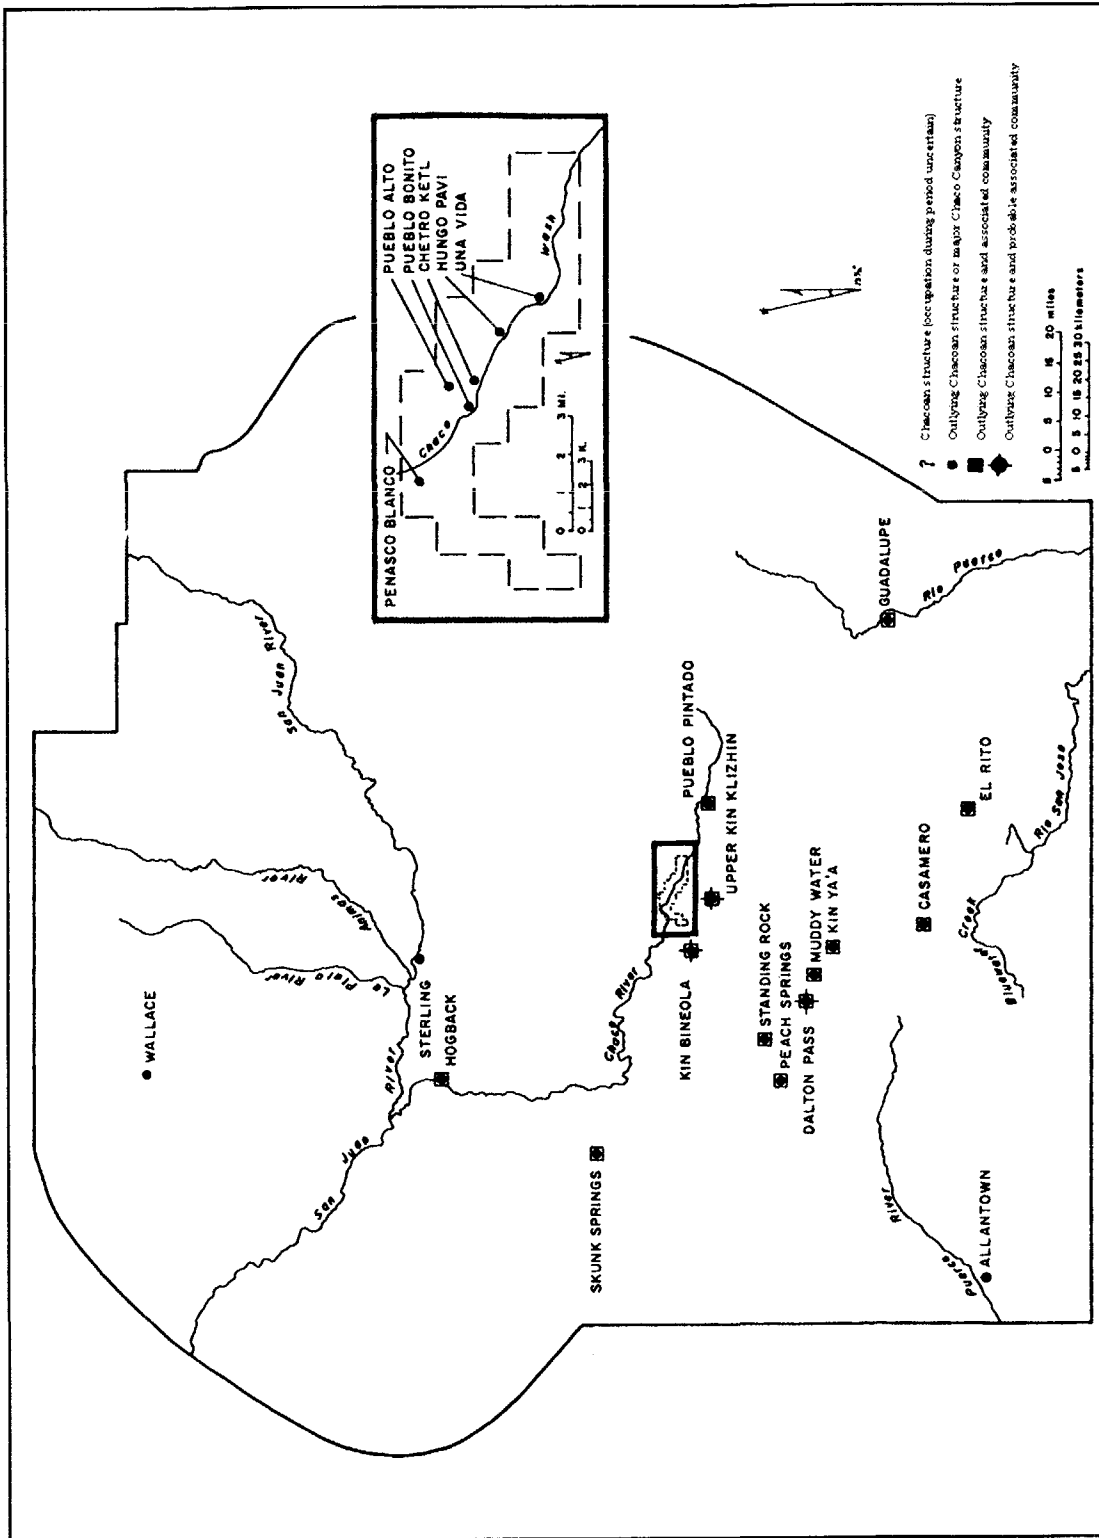 PENASCO BLANCO
PUEBLO ALTO
PUEBLO BONITO
CHETRO KETL
HUNGO PAVI
UNA VIDA
Chaco
Wash
0 1 2 3 MI.
0 1 2 3 K.
San Juan River
Animas River
La Plata River
WALLACE
STERLING
HOGBACK
San Juan River
SKUNK SPRINGS
Chaco River
KIN BINEOLA
PUEBLO PINTADO
UPPER KIN KLIZHIN
STANDING ROCK
PEACH SPRINGS
DALTON PASS
MUDDY WATER
KIN YA'A
GUADALUPE
Rio Puerco
CASAMERO
EL RITO
Bluewater Creek
Rio San Jose
Puerco River
ALLANTOWN
? Chacoan structure (occupation during period uncertain)
Outlying Chacoan structure or major Chaco Canyon structure
Outlying Chacoan structure and associated community
Outlying Chacoan structure and probable associated community
5 0 5 10 15 20 miles
5 0 5 10 15 20 25 30 kilometers